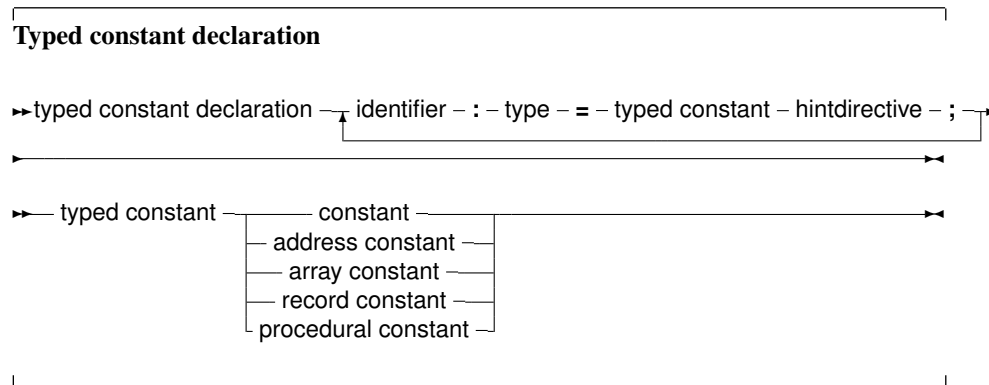 Typed constant declaration
typed constant declaration identifier : type = typed constant hintdirective ;
typed constant constant
address constant
array constant
record constant
procedural constant